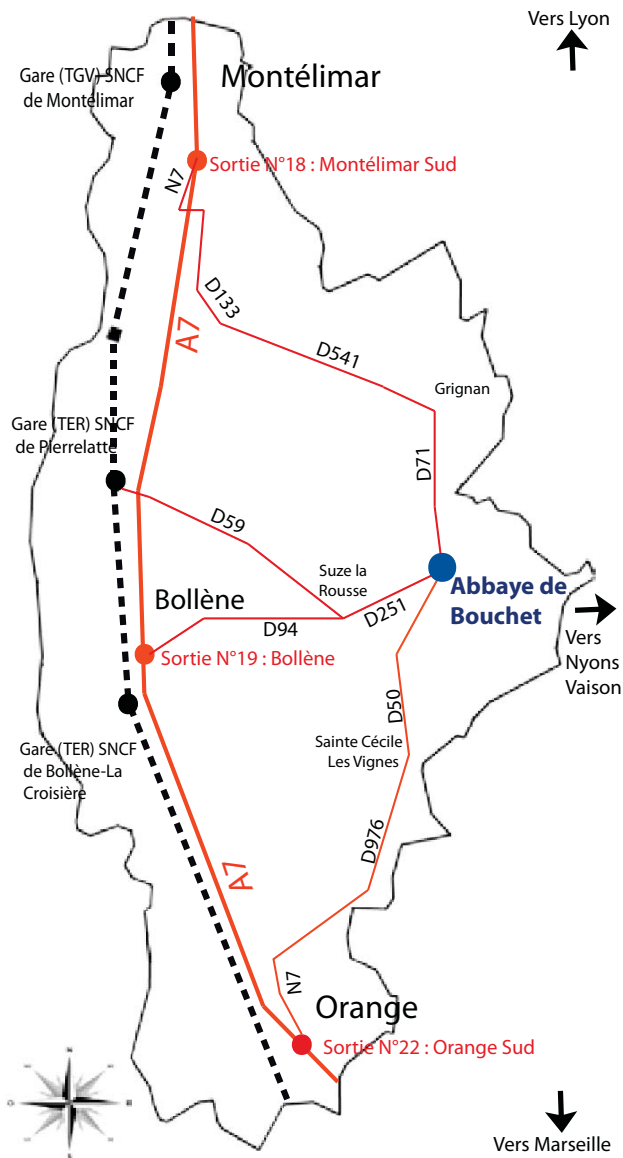 Vers Lyon
Gare (TGV) SNCF
de Montélimar
Montélimar
Sortie N°18 : Montélimar Sud
N7
D133
A7
D541
Grignan
Gare (TER) SNCF
de Pierrelatte
D71
D59
Suze la
Rousse
Abbaye de
Bouchet
Bollène
D94
D251
Vers
Nyons
Vaison
Sortie N°19 : Bollène
D50
Gare (TER) SNCF
de Bollène-La
Croisière
Sainte Cécile
Les Vignes
D976
A7
N7
Orange
Sortie N°22 : Orange Sud
Vers Marseille